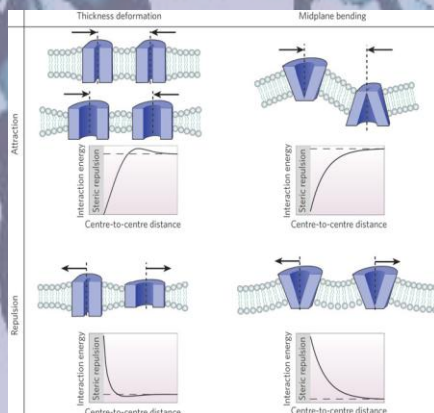 Thickness deformation
Midplane bending
Attraction
Interaction energy
Steric repulsion
Centre-to-centre distance
Interaction energy
Steric repulsion
Centre-to-centre distance
Repulsion
Interaction energy
Steric repulsion
Centre-to-centre distance
Interaction energy
Steric repulsion
Centre-to-centre distance